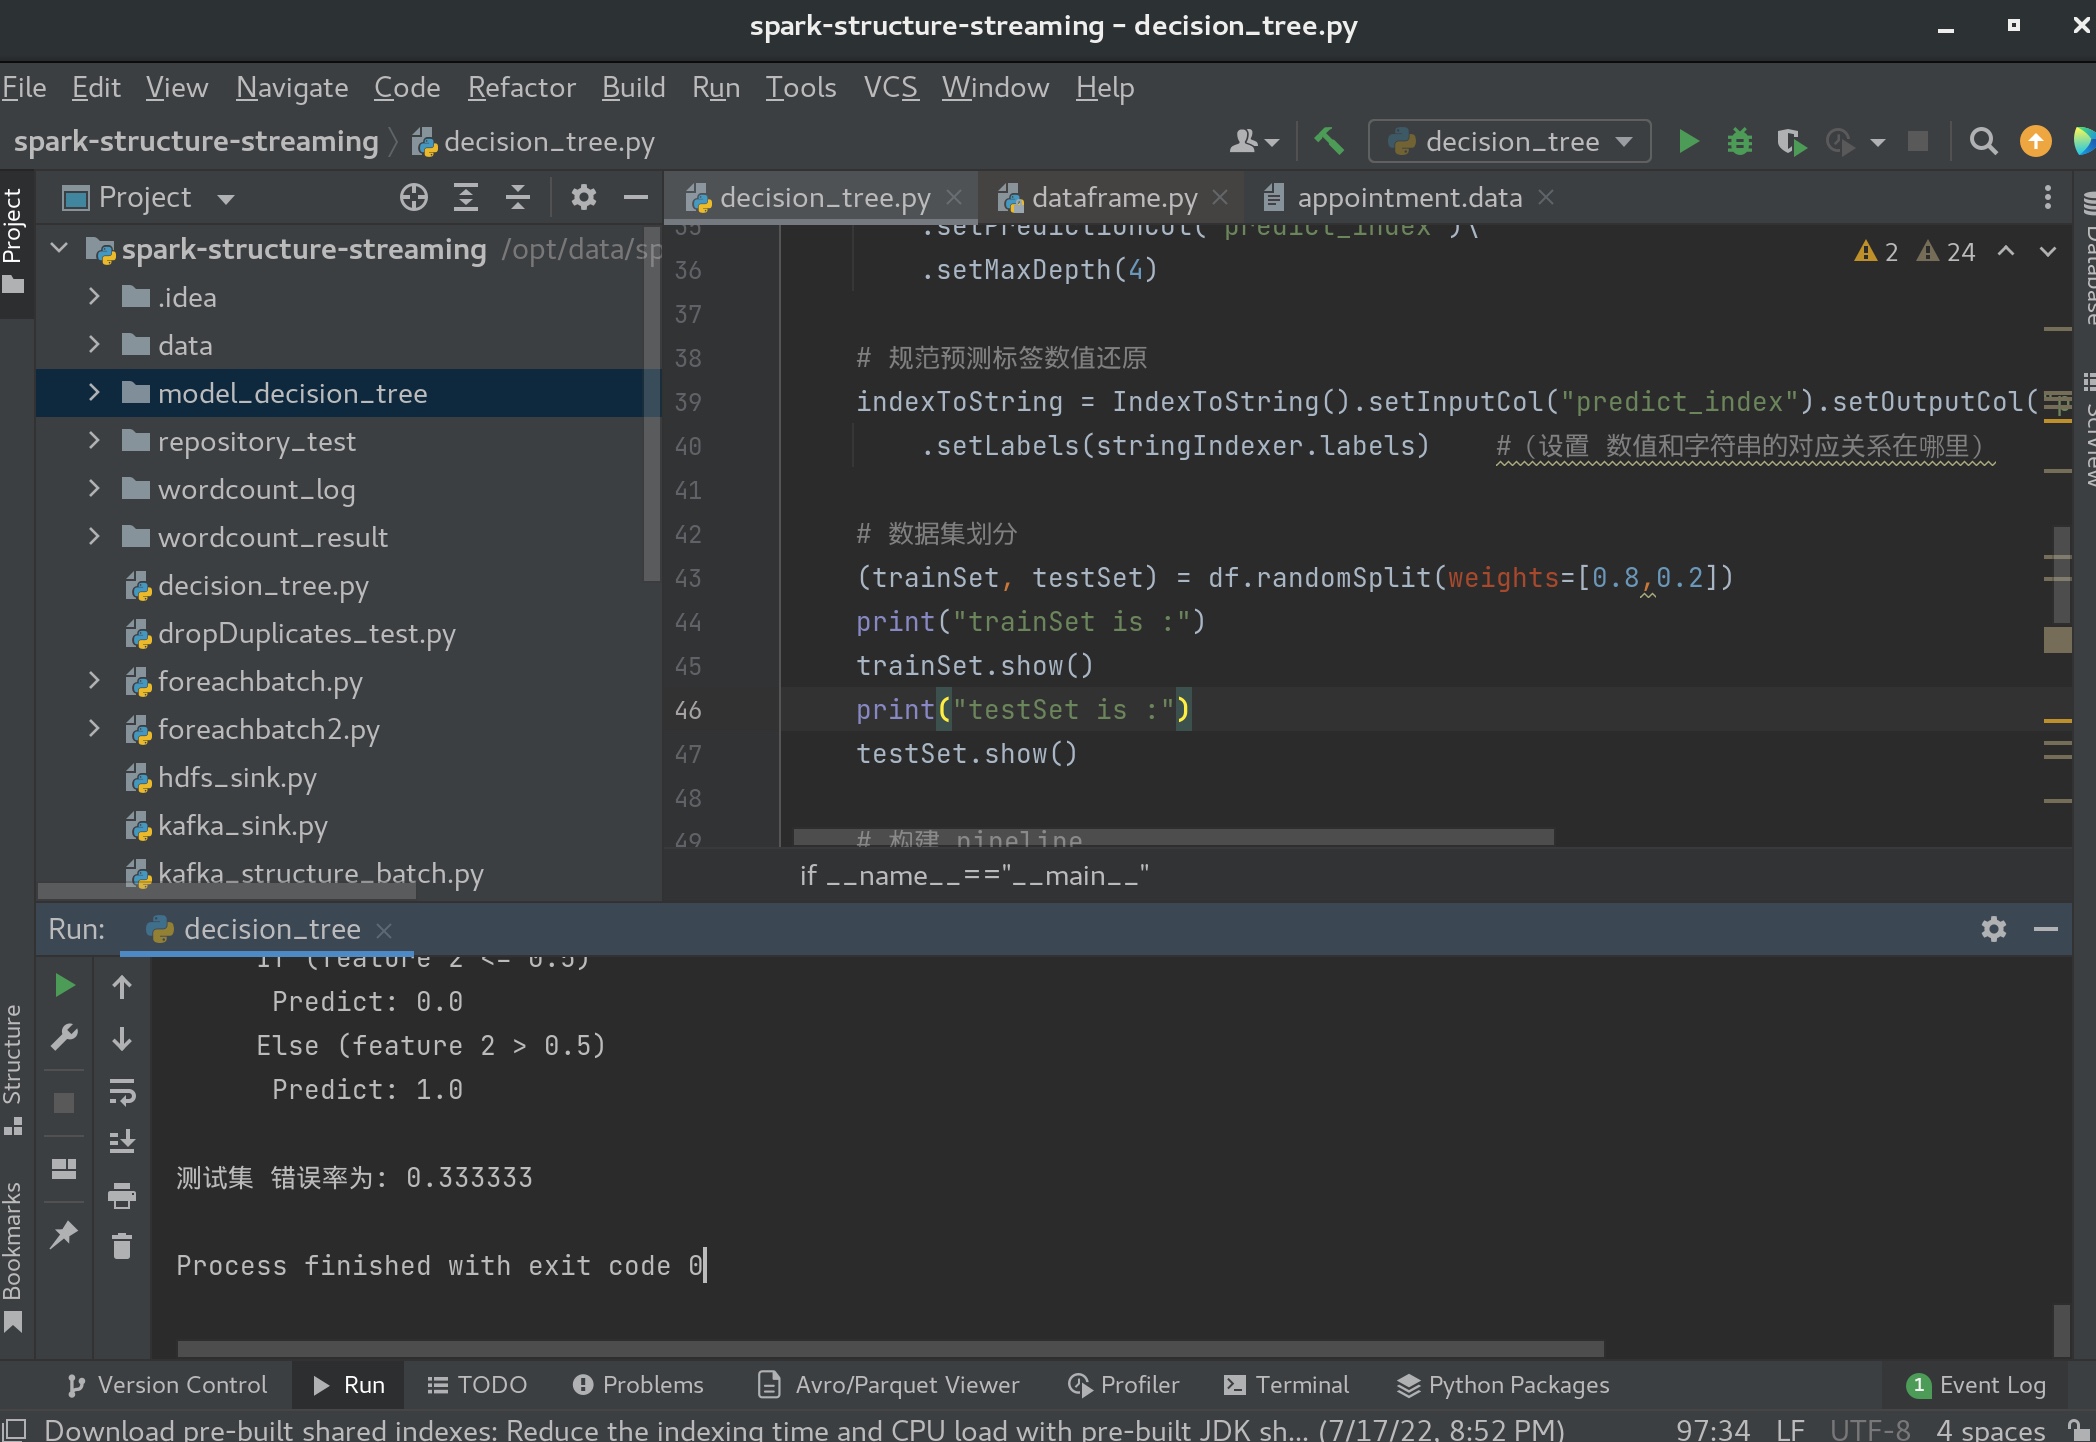 spark-structure-streaming – decision_tree.py
File Edit View Navigate Code Refactor Build Run Tools VCS Window Help
spark-structure-streaming decision_tree.py
decision_tree
Project
Project
decision_tree.py
dataframe.py
appointment.data
spark-structure-streaming /opt/data/sp
.idea
data
model_decision_tree
repository_test
wordcount_log
wordcount_result
decision_tree.py
dropDuplicates_test.py
foreachbatch.py
foreachbatch2.py
hdfs_sink.py
kafka_sink.py
kafka_structure_batch.py
2 24
35 .setPredictionCol("predict_index")\
36 .setMaxDepth(4)
37
38 # 规范预测标签数值还原
39 indexToString = IndexToString().setInputCol("predict_index").setOutputCol("p
40 .setLabels(stringIndexer.labels) #（设置 数值和字符串的对应关系在哪里）
41
42 # 数据集划分
43 (trainSet, testSet) = df.randomSplit(weights=[0.8,0.2])
44 print("trainSet is :")
45 trainSet.show()
46 print("testSet is :")
47 testSet.show()
48
49 # 构建 pipeline
if __name__=="__main__"
Database
SciView
Run: decision_tree
If (feature 2 <= 0.5)
Predict: 0.0
Else (feature 2 > 0.5)
Predict: 1.0
测试集 错误率为: 0.333333
Process finished with exit code 0
Structure
Bookmarks
Version Control Run TODO Problems Avro/Parquet Viewer Profiler Terminal Python Packages 1 Event Log
Download pre-built shared indexes: Reduce the indexing time and CPU load with pre-built JDK sh... (7/17/22, 8:52 PM) 97:34 LF UTF-8 4 spaces